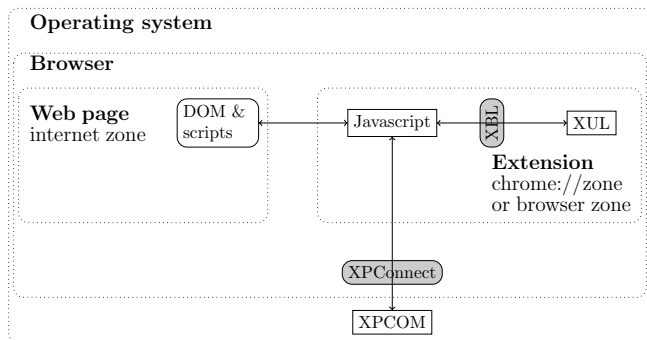 Operating system
Browser
Web page
internet zone
DOM &
scripts
Javascript
XBL
XUL
Extension
chrome://zone
or browser zone
XPConnect
XPCOM